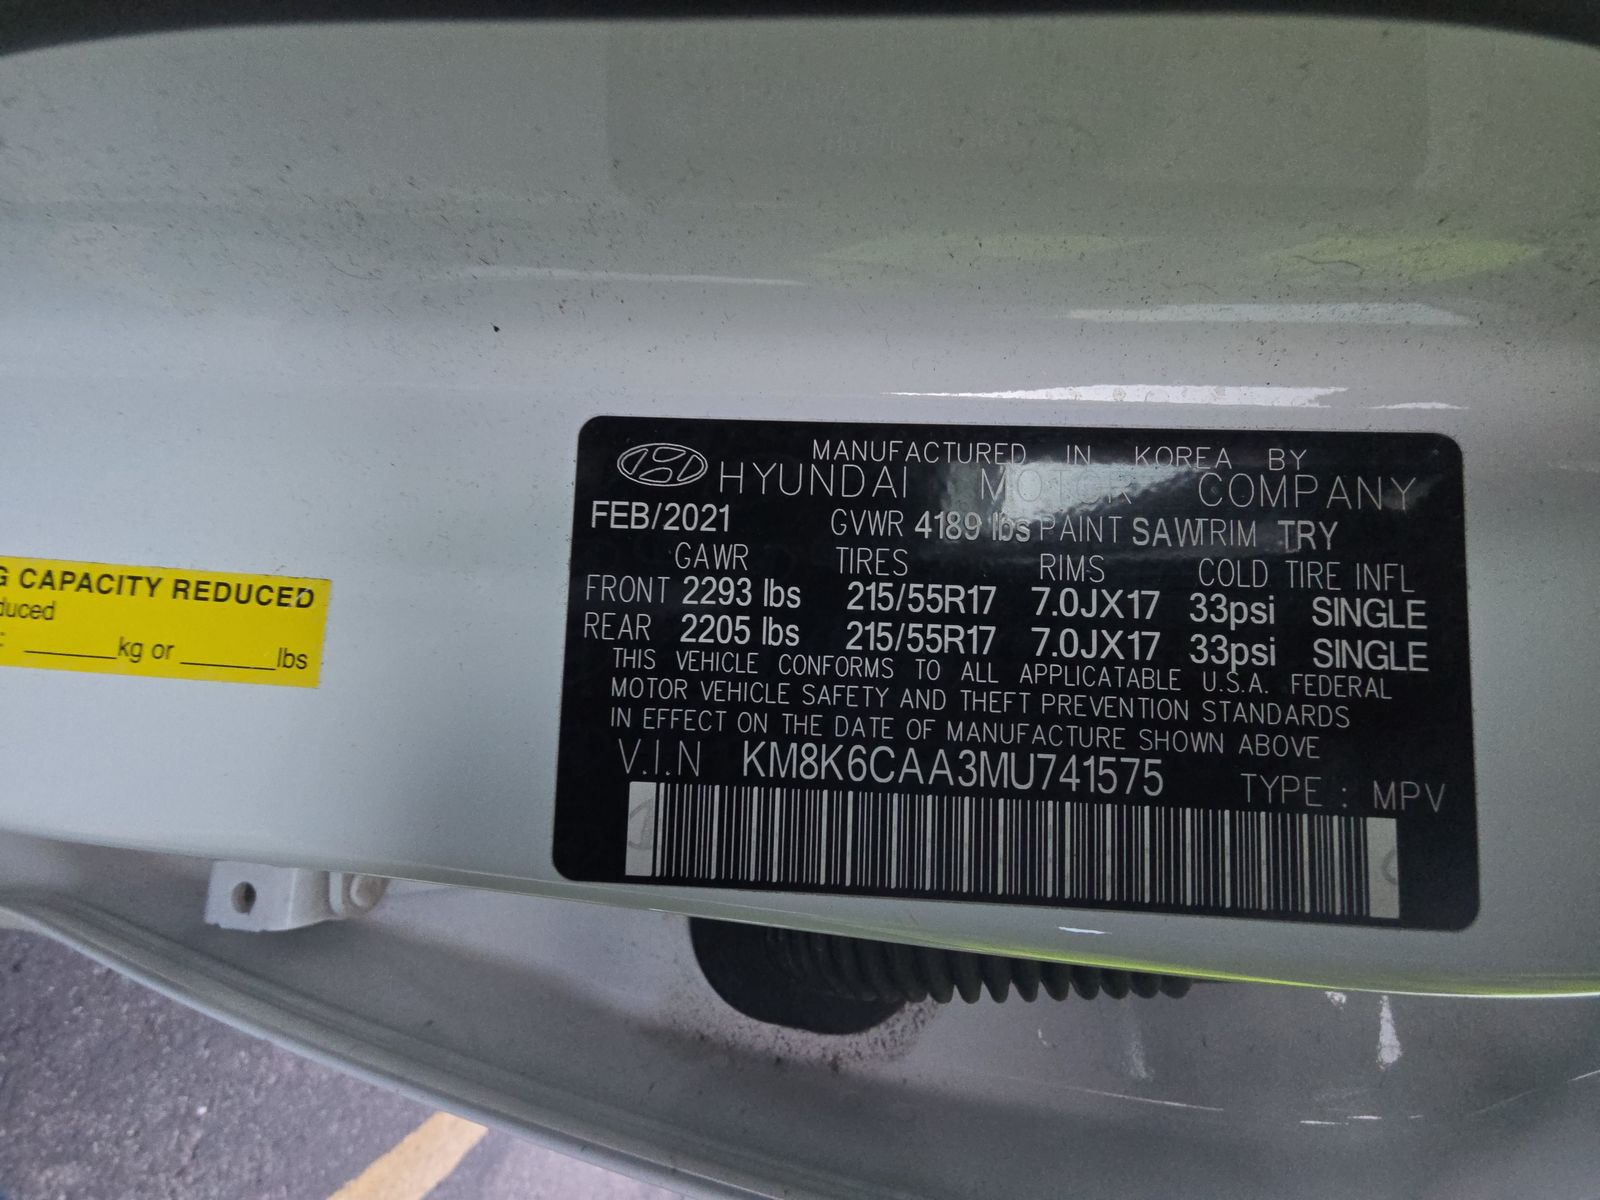 MANUFACTURED IN KOREA BY
HYUNDAI MOTOR COMPANY
FEB/2021 GVWR 4189 lbs PAINT SAW TRIM TRY
GAWR TIRES RIMS COLD TIRE INFL
FRONT 2293 lbs 215/55R17 7.0JX17 33psi SINGLE
REAR 2205 lbs 215/55R17 7.0JX17 33psi SINGLE
THIS VEHICLE CONFORMS TO ALL APPLICATABLE U.S.A. FEDERAL
MOTOR VEHICLE SAFETY AND THEFT PREVENTION STANDARDS
IN EFFECT ON THE DATE OF MANUFACTURE SHOWN ABOVE
V.I.N KM8K6CAA3MU741575 TYPE : MPV
CAPACITY REDUCED
kg or lbs